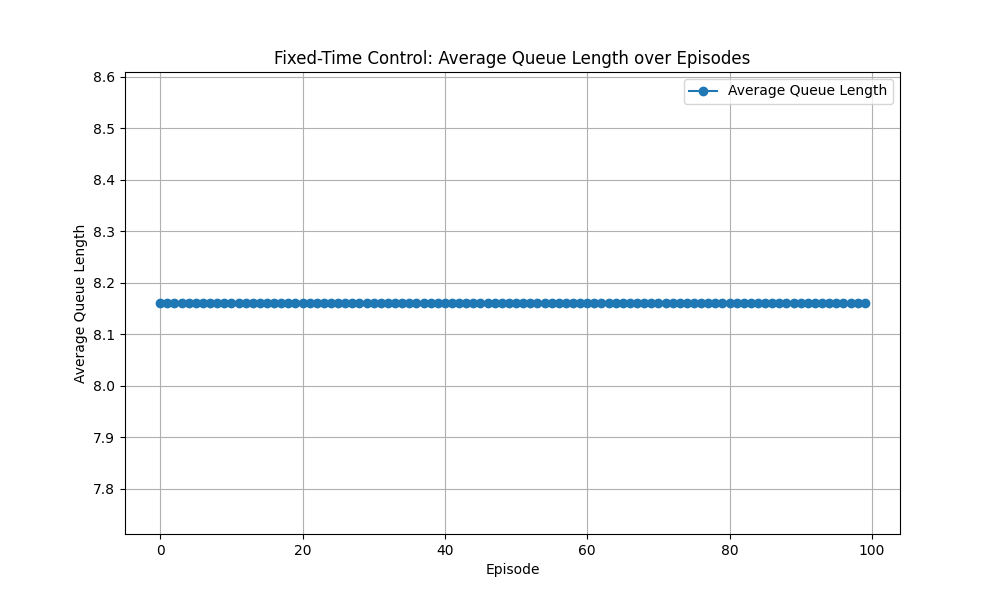 Fixed-Time Control: Average Queue Length over Episodes
Average Queue Length
8.6
8.5
8.4
8.3
8.2
8.1
8.0
7.9
7.8
Average Queue Length
0 20 40 60 80 100
Episode